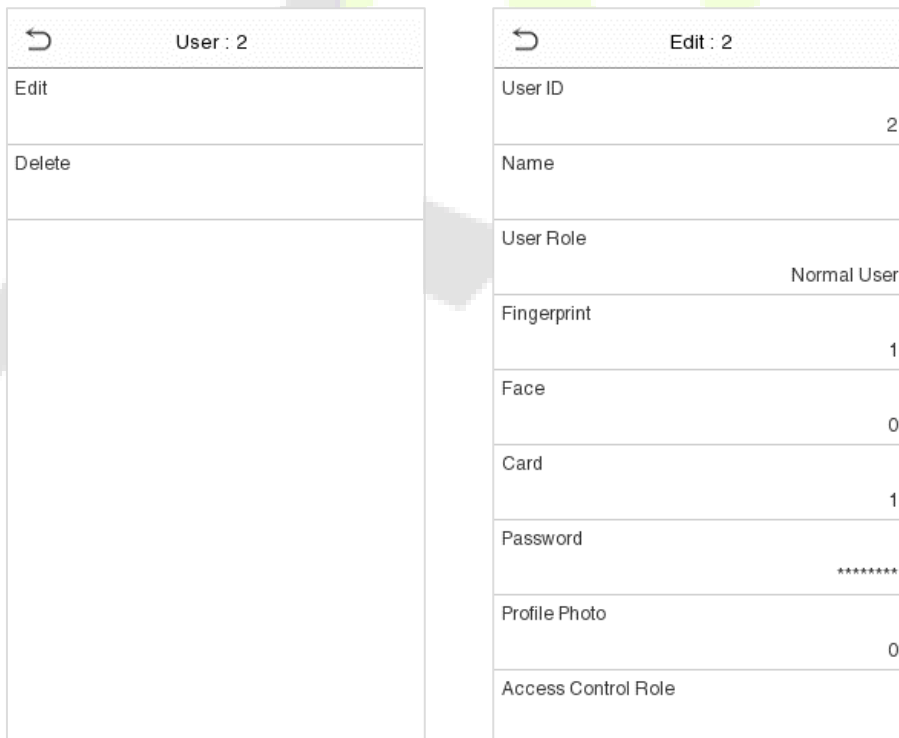 User : 2
Edit
Delete
Edit : 2
User ID
2
Name
User Role
Normal User
Fingerprint
1
Face
0
Card
1
Password
********
Profile Photo
0
Access Control Role